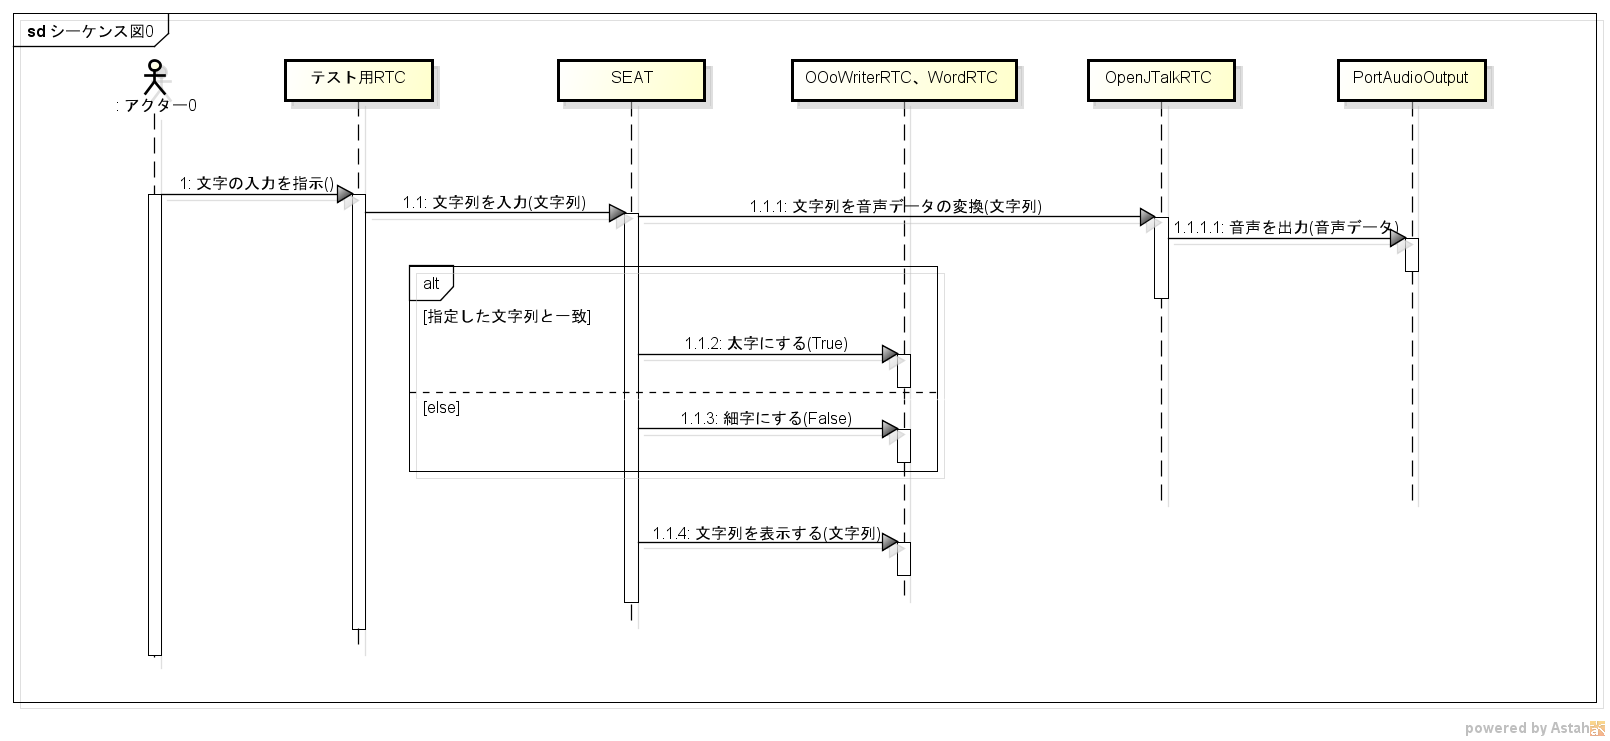 sd シーケンス図0
: アクター0
テスト用RTC
SEAT
OOoWriterRTC、WordRTC
OpenJTalkRTC
PortAudioOutput
1: 文字の入力を指示()
1.1: 文字列を入力(文字列)
1.1.1: 文字列を音声データの変換(文字列)
1.1.1.1: 音声を出力(音声データ)
alt
[指定した文字列と一致]
1.1.2: 太字にする(True)
[else]
1.1.3: 細字にする(False)
1.1.4: 文字列を表示する(文字列)
powered by Astah